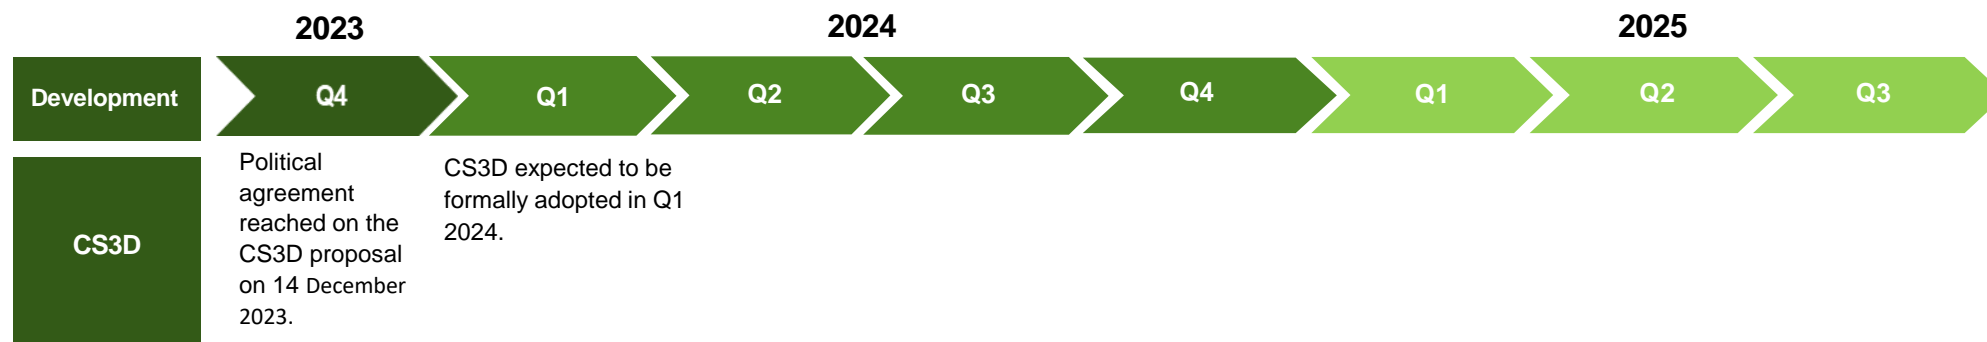 2023 2024 2025
Development Q4 Q1 Q2 Q3 Q4 Q1 Q2 Q3
CS3D
Political
agreement
reached on the
CS3D proposal
on 14 December
2023.
CS3D expected to be
formally adopted in Q1
2024.